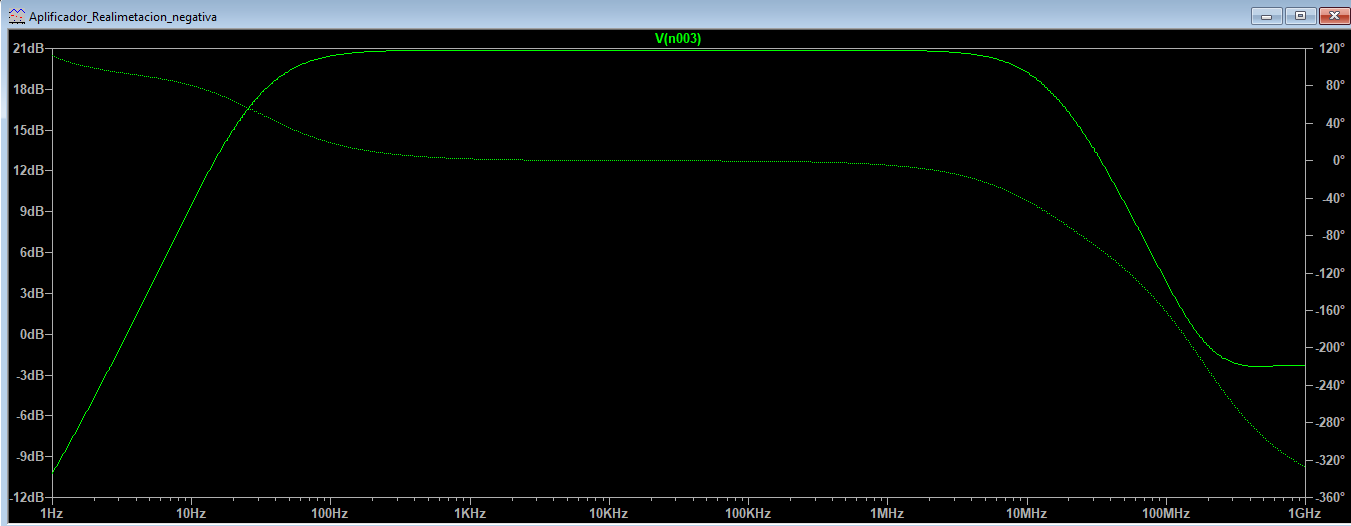 Aplificador_Realimetacion_negativa
V(n003)
21dB 120°
18dB 80°
15dB 40°
12dB 0°
9dB -40°
6dB -80°
3dB -120°
0dB -160°
-3dB -200°
-6dB -240°
-9dB -280°
-320°
-12dB -360°
1Hz 10Hz 100Hz 1KHz 10KHz 100KHz 1MHz 10MHz 100MHz 1GHz